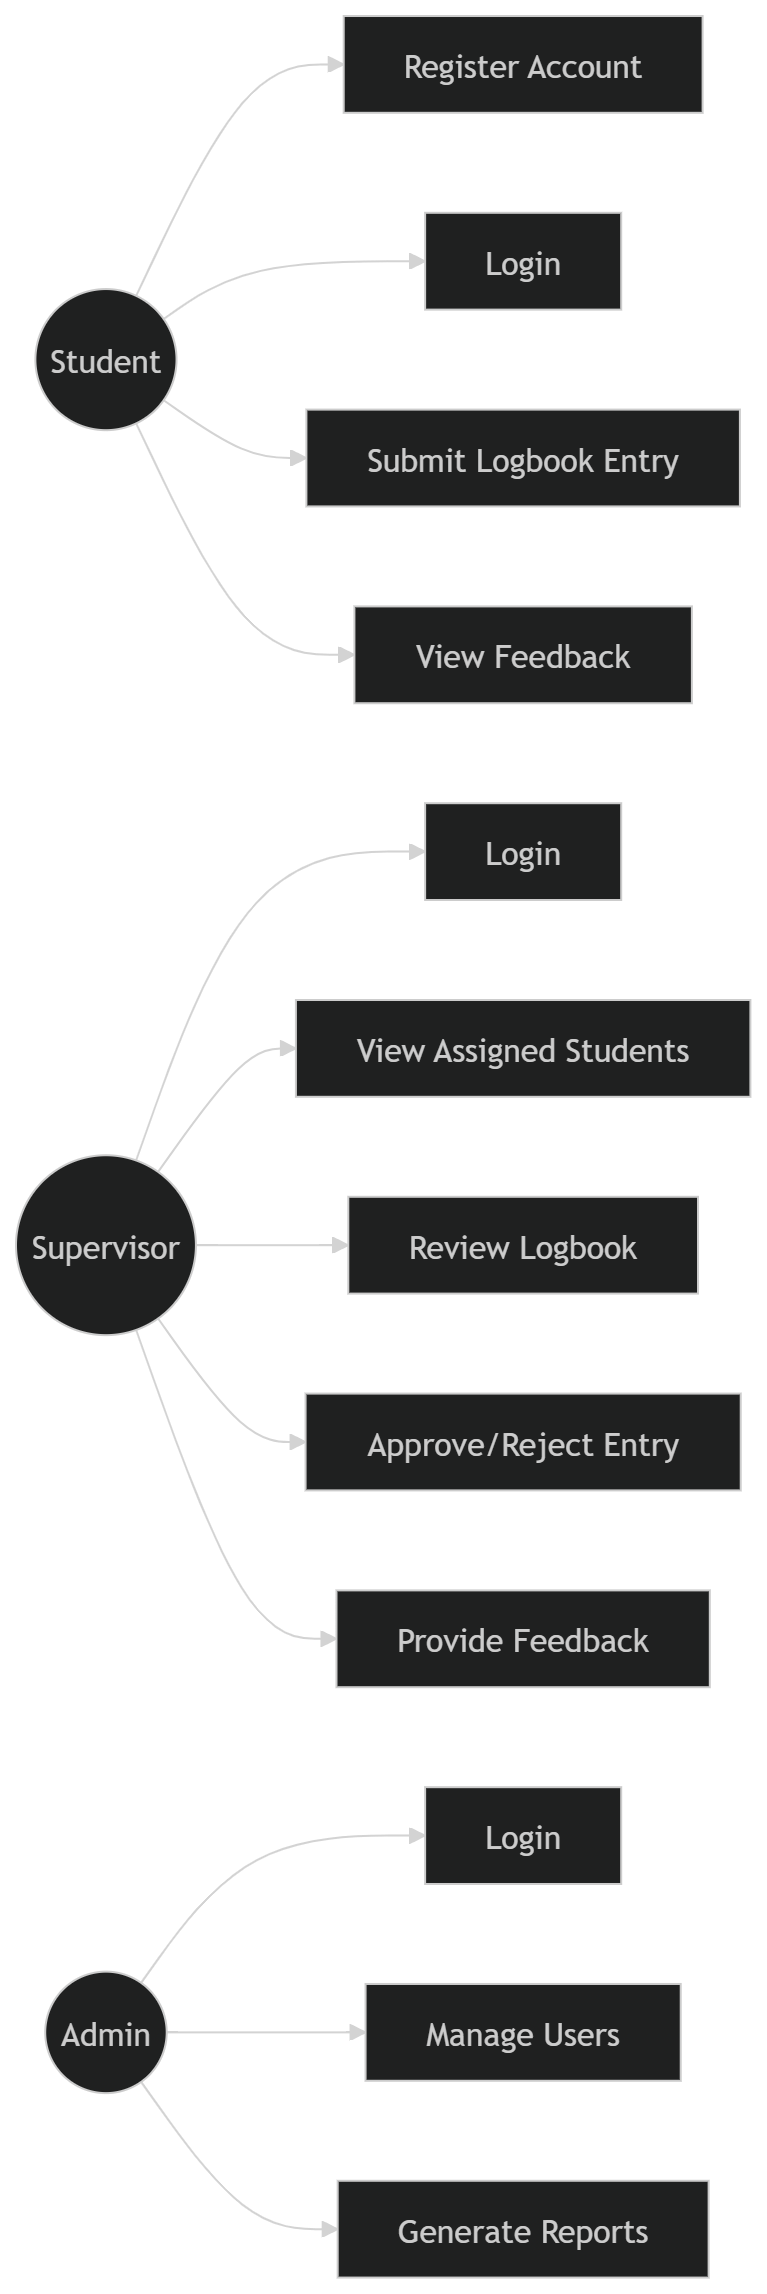 Register Account
Login
Student
Submit Logbook Entry
View Feedback
Login
View Assigned Students
Supervisor
Review Logbook
Approve/Reject Entry
Provide Feedback
Login
Admin
Manage Users
Generate Reports